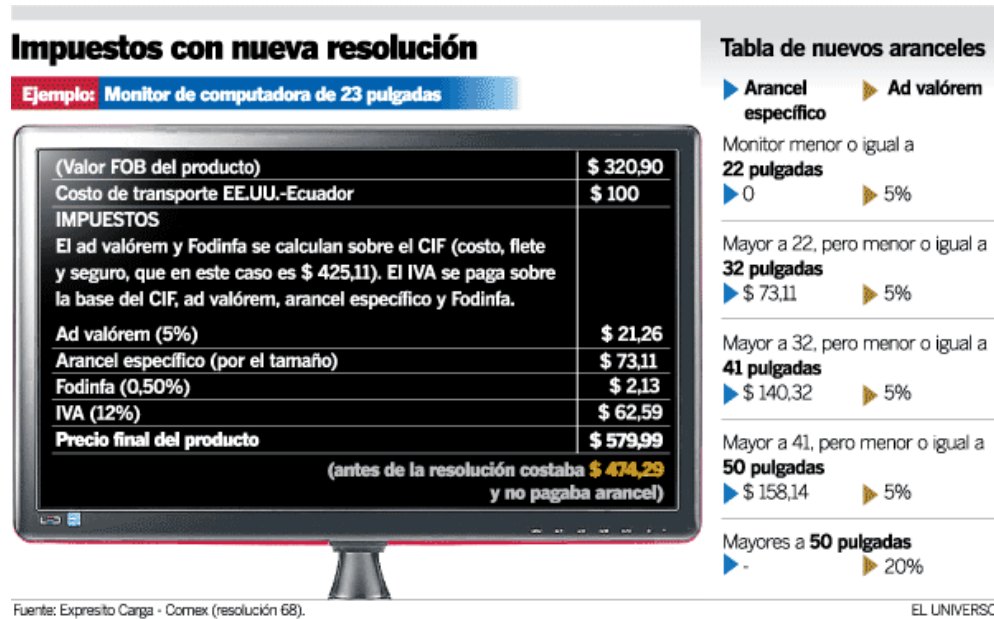 Impuestos con nueva resolución
Ejemplo: Monitor de computadora de 23 pulgadas
(Valor FOB del producto) $ 320,90
Costo de transporte EE.UU.-Ecuador $ 100
IMPUESTOS
El ad valórem y Fodinfa se calculan sobre el CIF (costo, flete
y seguro, que en este caso es $ 425,11). El IVA se paga sobre
la base del CIF, ad valórem, arancel específico y Fodinfa.
Ad valórem (5%) $ 21,26
Arancel específico (por el tamaño) $ 73,11
Fodinfa (0,50%) $ 2,13
IVA (12%) $ 62,59
Precio final del producto $ 579,99
(antes de la resolución costaba $ 474,29
y no pagaba arancel)
Tabla de nuevos aranceles
Arancel Ad valórem
específico
Monitor menor o igual a
22 pulgadas
0 5%
Mayor a 22, pero menor o igual a
32 pulgadas
$ 73,11 5%
Mayor a 32, pero menor o igual a
41 pulgadas
$ 140,32 5%
Mayor a 41, pero menor o igual a
50 pulgadas
$ 158,14 5%
Mayores a 50 pulgadas
- 20%
Fuente: Expresito Carga - Comex (resolución 68). EL UNIVERSO